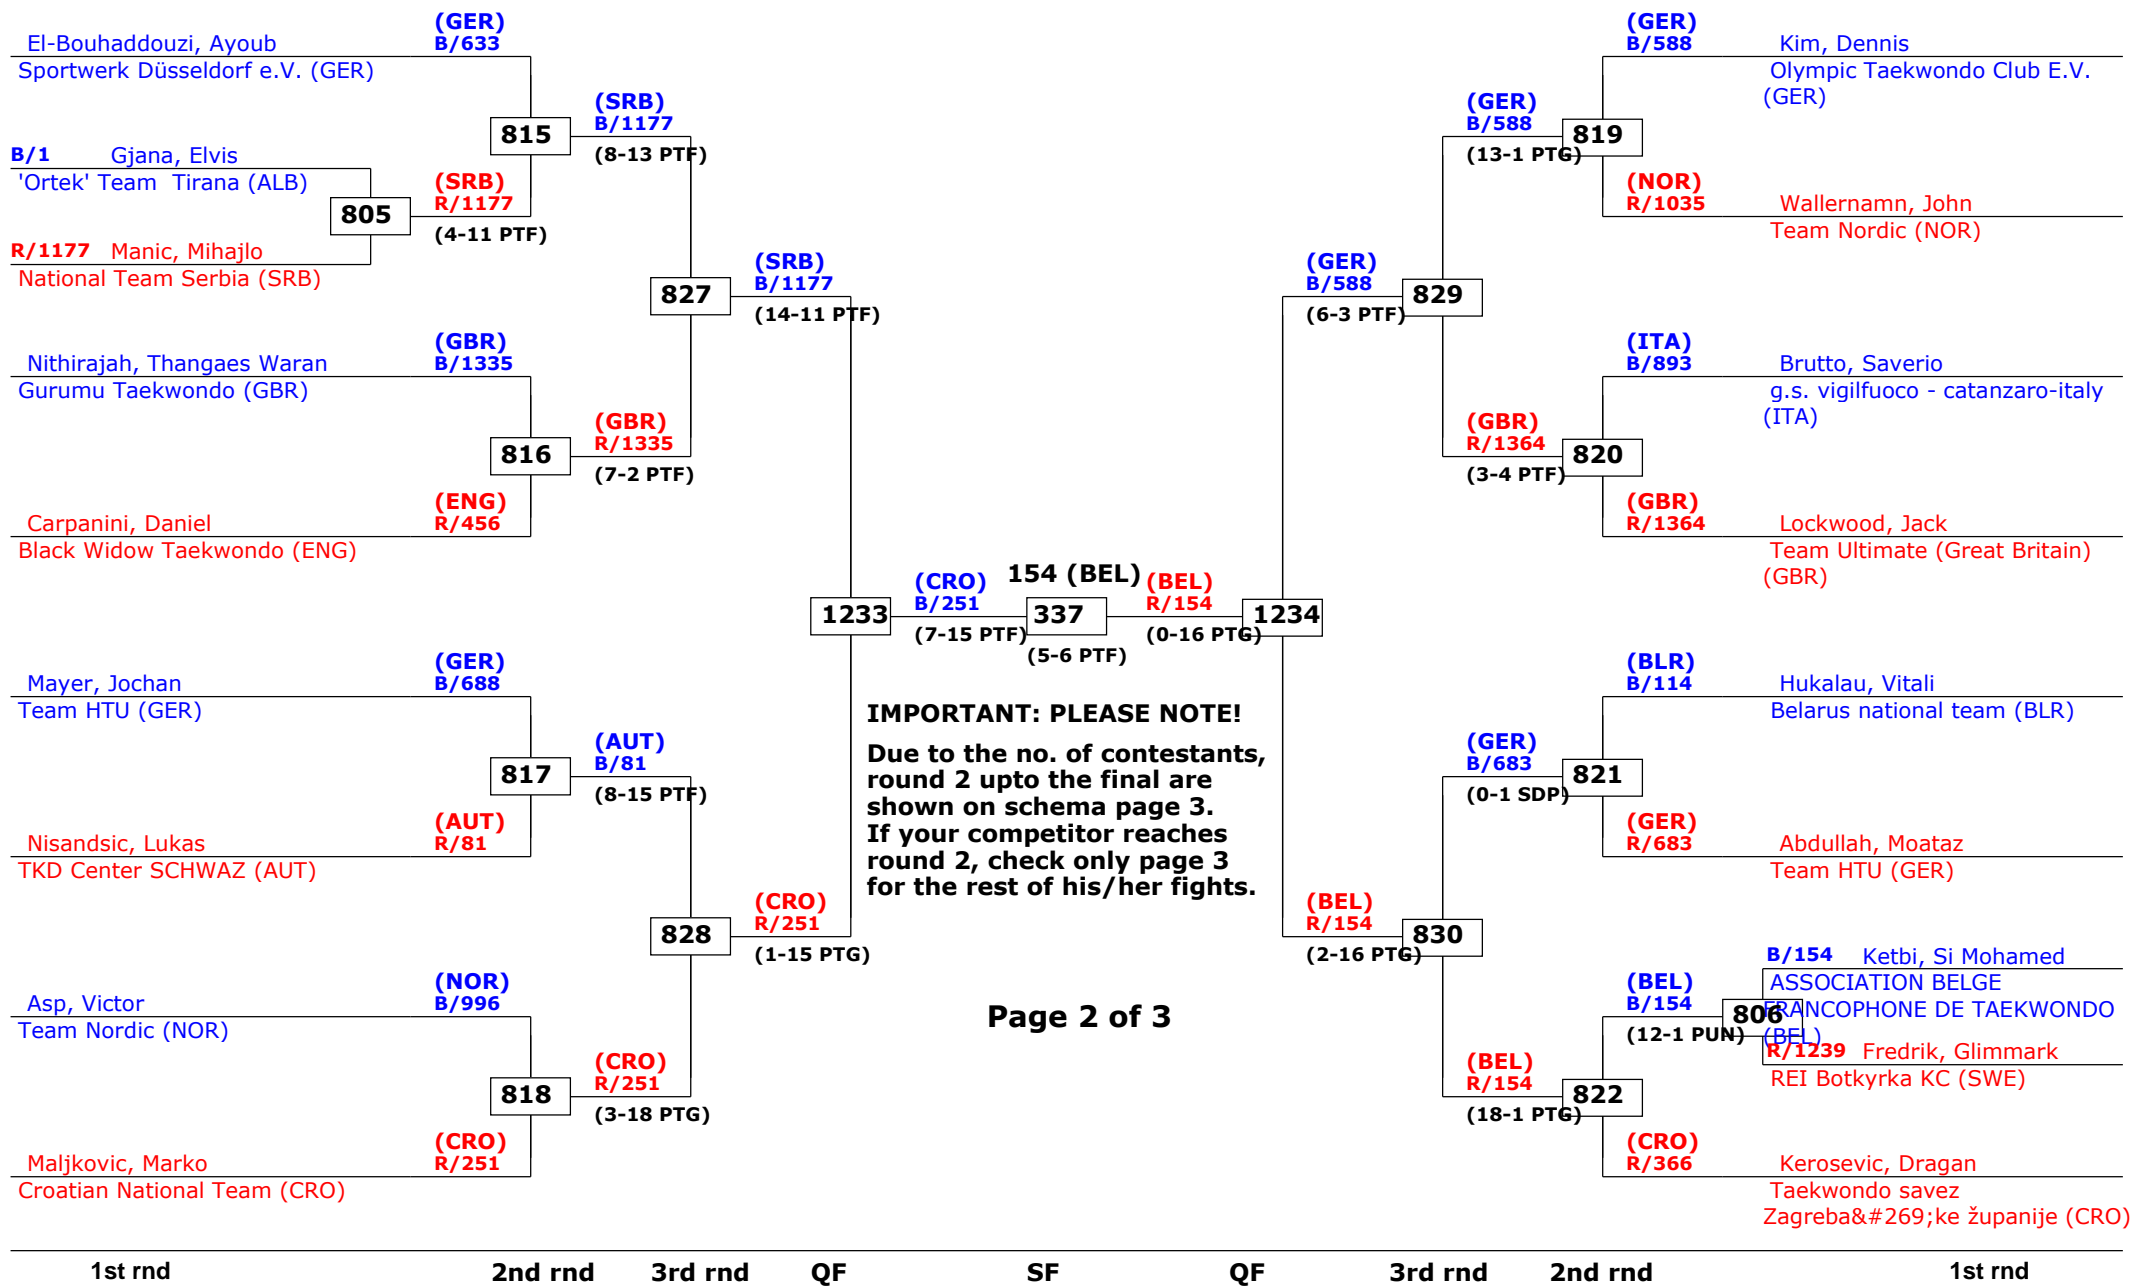 (GER)
B/633
El-Bouhaddouzi, Ayoub
Sportwerk Düsseldorf e.V. (GER)
815
(SRB)
B/1177
(8-13 PTF)
B/1 Gjana, Elvis
'Ortek' Team Tirana (ALB)
805
(SRB)
R/1177
(4-11 PTF)
R/1177 Manic, Mihajlo
National Team Serbia (SRB)
827
(SRB)
B/1177
(14-11 PTF)
(GBR)
B/1335
Nithirajah, Thangaes Waran
Gurumu Taekwondo (GBR)
816
(GBR)
R/1335
(7-2 PTF)
(ENG)
R/456
Carpanini, Daniel
Black Widow Taekwondo (ENG)
1233
(CRO)
B/251
(7-15 PTF)
154 (BEL)
337
(5-6 PTF)
(BEL)
R/154
(0-16 PTG)
1234
(GER)
B/688
Mayer, Jochan
Team HTU (GER)
817
(AUT)
B/81
(8-15 PTF)
(AUT)
R/81
Nisandsic, Lukas
TKD Center SCHWAZ (AUT)
828
(CRO)
R/251
(1-15 PTG)
(NOR)
B/996
Asp, Victor
Team Nordic (NOR)
818
(CRO)
R/251
(3-18 PTG)
(CRO)
R/251
Maljkovic, Marko
Croatian National Team (CRO)
IMPORTANT: PLEASE NOTE!
Due to the no. of contestants,
round 2 upto the final are
shown on schema page 3.
If your competitor reaches
round 2, check only page 3
for the rest of his/her fights.
Page 2 of 3
(GER)
B/588
Kim, Dennis
Olympic Taekwondo Club E.V.
(GER)
(GER)
B/588
(13-1 PTG)
819
(NOR)
R/1035
Wallernamn, John
Team Nordic (NOR)
(GER)
B/588
(6-3 PTF)
829
(ITA)
B/893
Brutto, Saverio
g.s. vigilfuoco - catanzaro-italy
(ITA)
(GBR)
R/1364
(3-4 PTF)
820
(GBR)
R/1364
Lockwood, Jack
Team Ultimate (Great Britain)
(GBR)
(BLR)
B/114
Hukalau, Vitali
Belarus national team (BLR)
(GER)
B/683
(0-1 SDP)
821
(GER)
R/683
Abdullah, Moataz
Team HTU (GER)
(BEL)
R/154
(2-16 PTG)
830
B/154 Ketbi, Si Mohamed
ASSOCIATION BELGE
FRANCOPHONE DE TAEKWONDO
(BEL)
(BEL)
B/154
(12-1 PUN)
806
R/1239 Fredrik, Glimmark
REI Botkyrka KC (SWE)
(BEL)
R/154
(18-1 PTG)
822
(CRO)
R/366
Kerosevic, Dragan
Taekwondo savez
Zagreba&#269;ke županije (CRO)
1st rnd 2nd rnd 3rd rnd QF SF QF 3rd rnd 2nd rnd 1st rnd